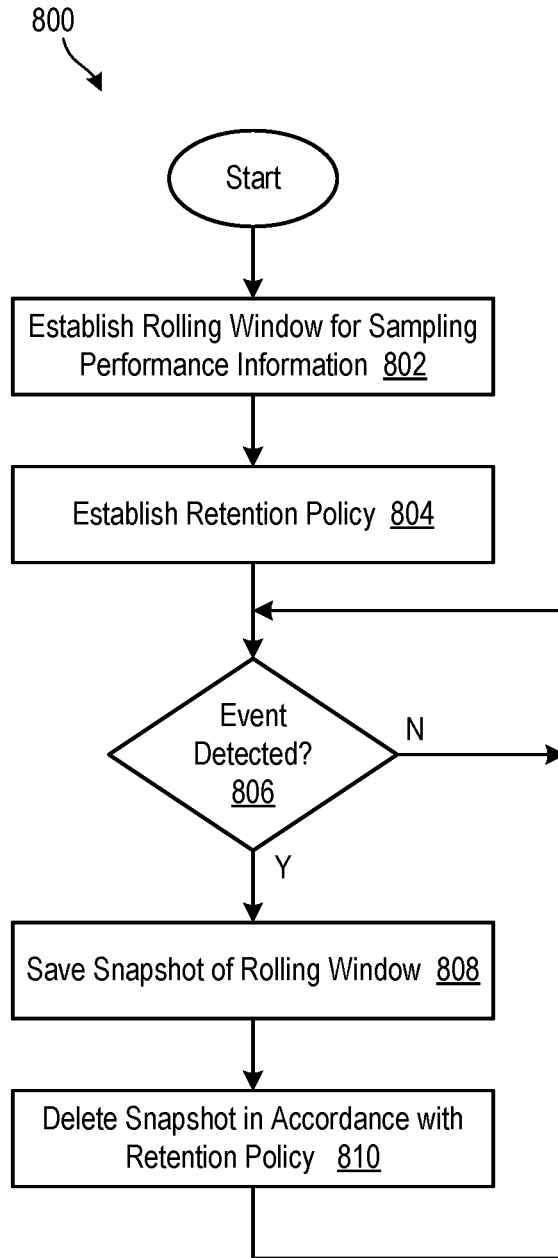 800
Start
Establish Rolling Window for Sampling
Performance Information 802
Establish Retention Policy 804
Event
Detected?
806
N
Y
Save Snapshot of Rolling Window 808
Delete Snapshot in Accordance with
Retention Policy 810